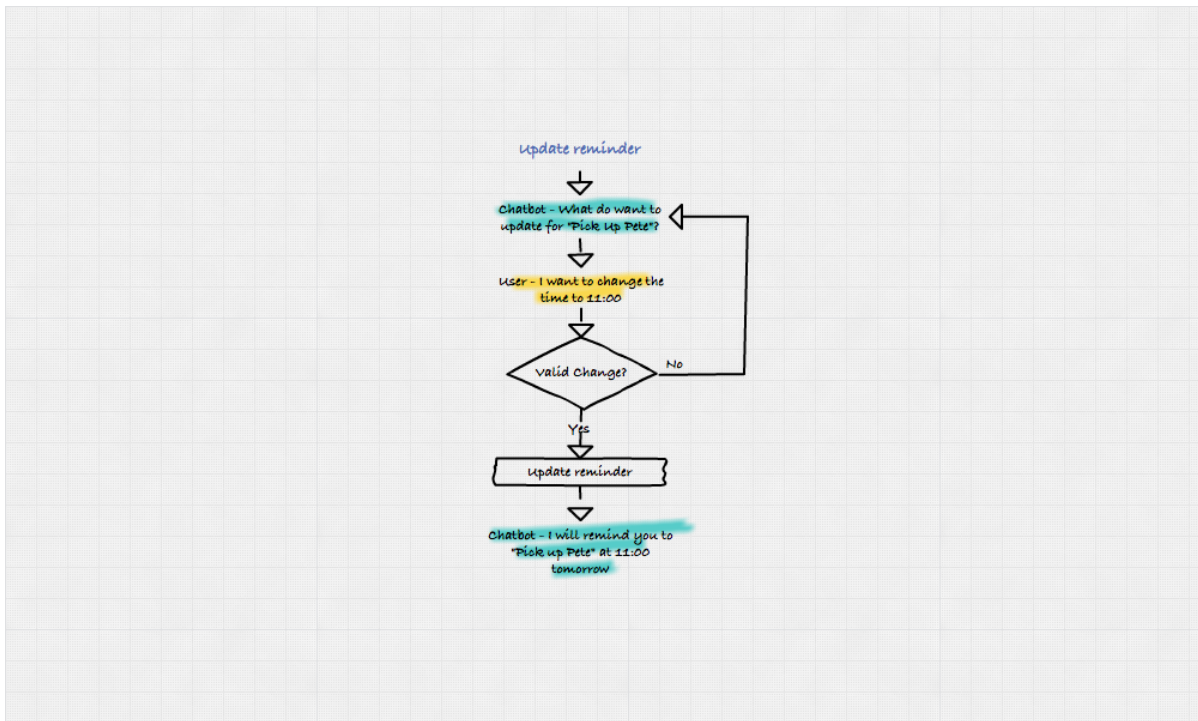 Update reminder
Chatbot - What do want to
update for "Pick Up Pete"?
User - I want to change the
time to 11:00
Valid Change?
No
Yes
Update reminder
Chatbot - I will remind you to
"Pick up Pete" at 11:00
tomorrow